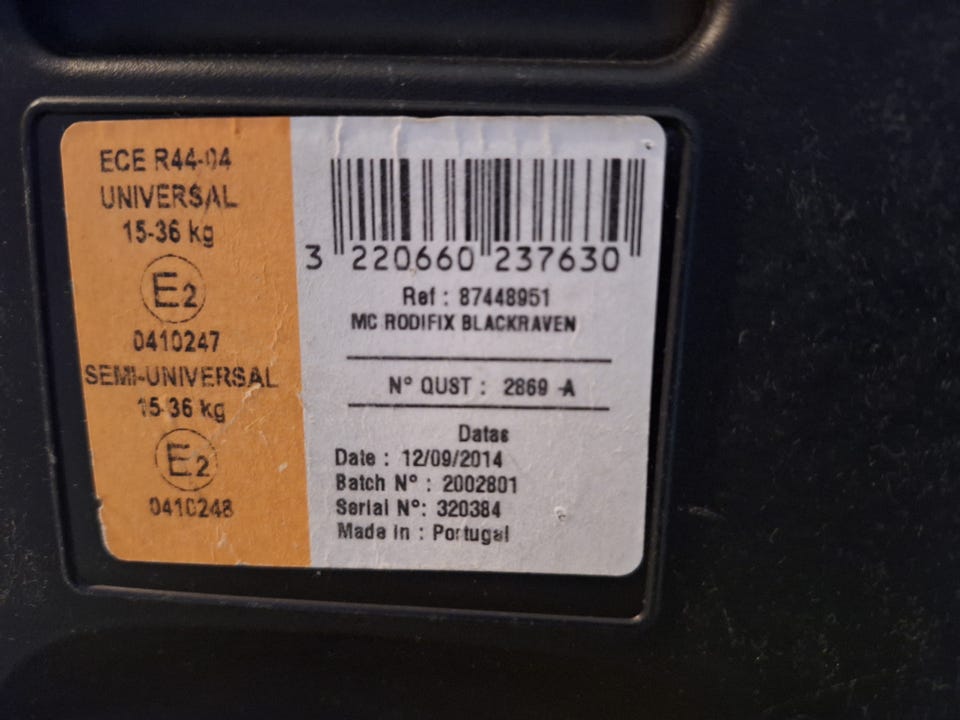 ECE R44-04
UNIVERSAL
15-36 kg
E2
0410247
SEMI-UNIVERSAL
15-36 kg
E2
0410248
3 220660 237630
Ref : 87448951
MC RODIFIX BLACKRAVEN
N° QUST : 2869 -A
Datas
Date : 12/09/2014
Batch N° : 2002801
Serial N°: 320384
Made in : Portugal